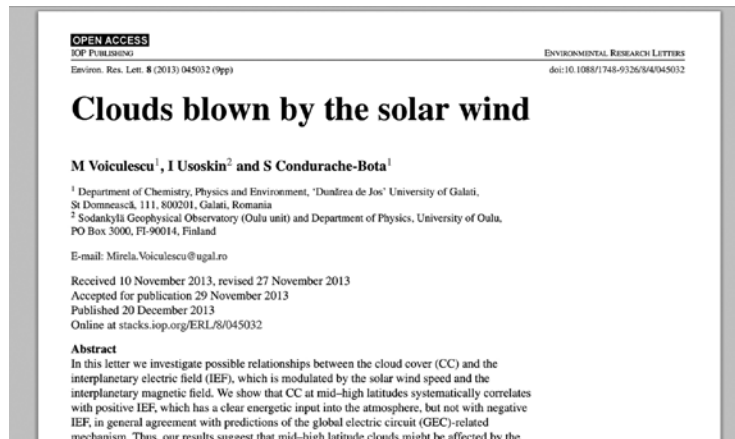 OPEN ACCESS
IOP Publishing
Environmental Research Letters
Environ. Res. Lett. 8 (2013) 045032 (9pp)
doi:10.1088/1748-9326/8/4/045032
Clouds blown by the solar wind
M Voiculescu1, I Usoskin2 and S Condurache-Bota1
1 Department of Chemistry, Physics and Environment, ‘Dunărea de Jos’ University of Galati,
St Domnească, 111, 800201, Galati, Romania
2 Sodankylä Geophysical Observatory (Oulu unit) and Department of Physics, University of Oulu,
PO Box 3000, FI-90014, Finland
E-mail: Mirela.Voiculescu@ugal.ro
Received 10 November 2013, revised 27 November 2013
Accepted for publication 29 November 2013
Published 20 December 2013
Online at stacks.iop.org/ERL/8/045032
Abstract
In this letter we investigate possible relationships between the cloud cover (CC) and the
interplanetary electric field (IEF), which is modulated by the solar wind speed and the
interplanetary magnetic field. We show that CC at mid–high latitudes systematically correlates
with positive IEF, which has a clear energetic input into the atmosphere, but not with negative
IEF, in general agreement with predictions of the global electric circuit (GEC)-related
mechanism. Thus, our results suggest that mid–high latitude clouds might be affected by the